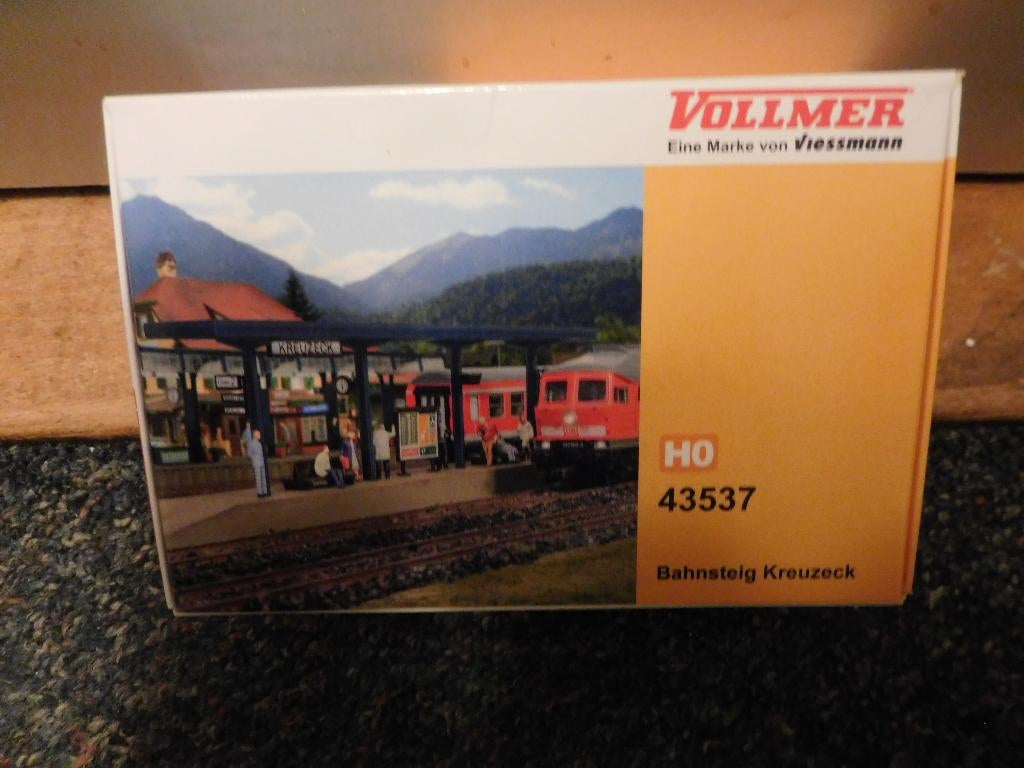 VOLLMER
Eine Marke von Viessmann
KREUZECK
H0
43537
Bahnsteig Kreuzeck